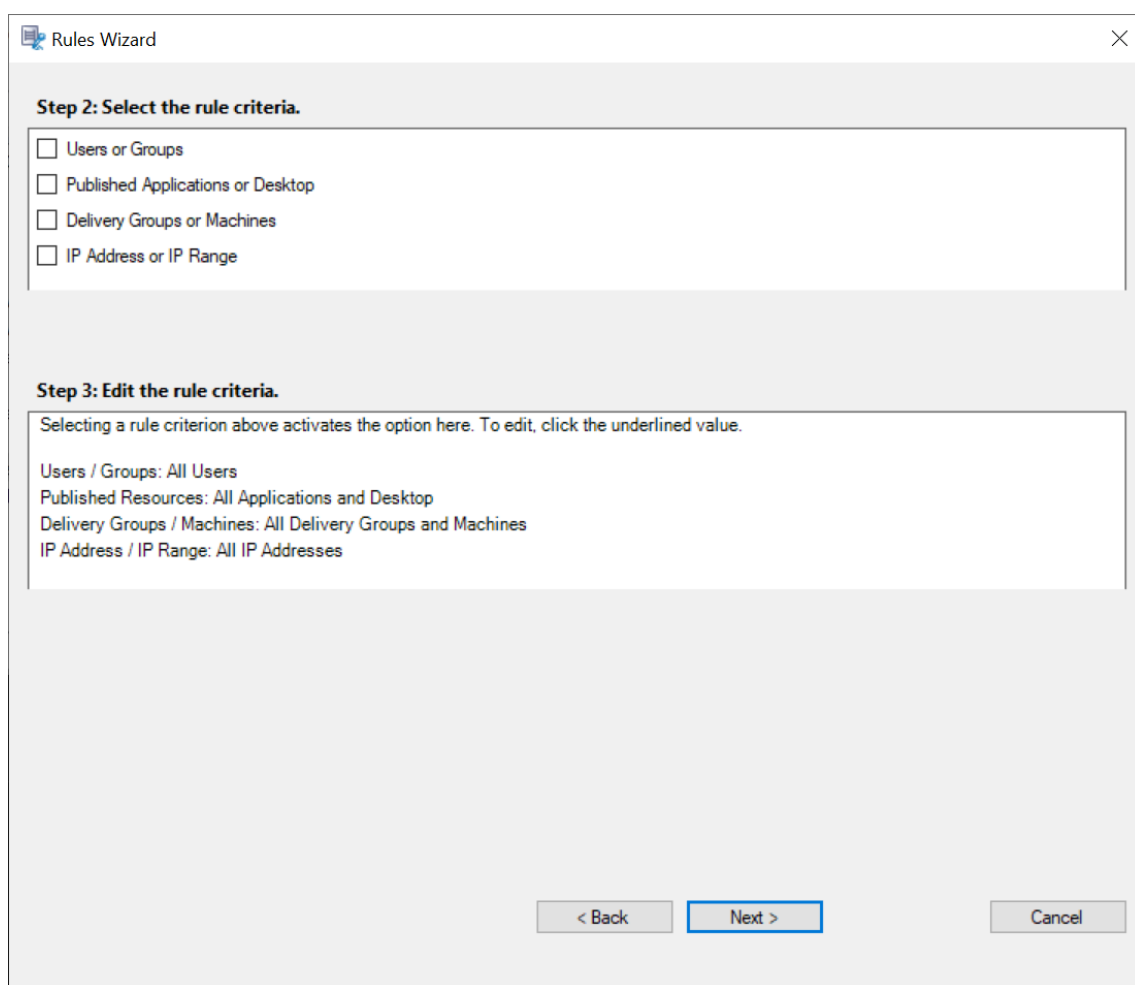 Rules Wizard
Step 2: Select the rule criteria.
Users or Groups
Published Applications or Desktop
Delivery Groups or Machines
IP Address or IP Range
Step 3: Edit the rule criteria.
Selecting a rule criterion above activates the option here. To edit, click the underlined value.
Users / Groups: All Users
Published Resources: All Applications and Desktop
Delivery Groups / Machines: All Delivery Groups and Machines
IP Address / IP Range: All IP Addresses
< Back
Next >
Cancel